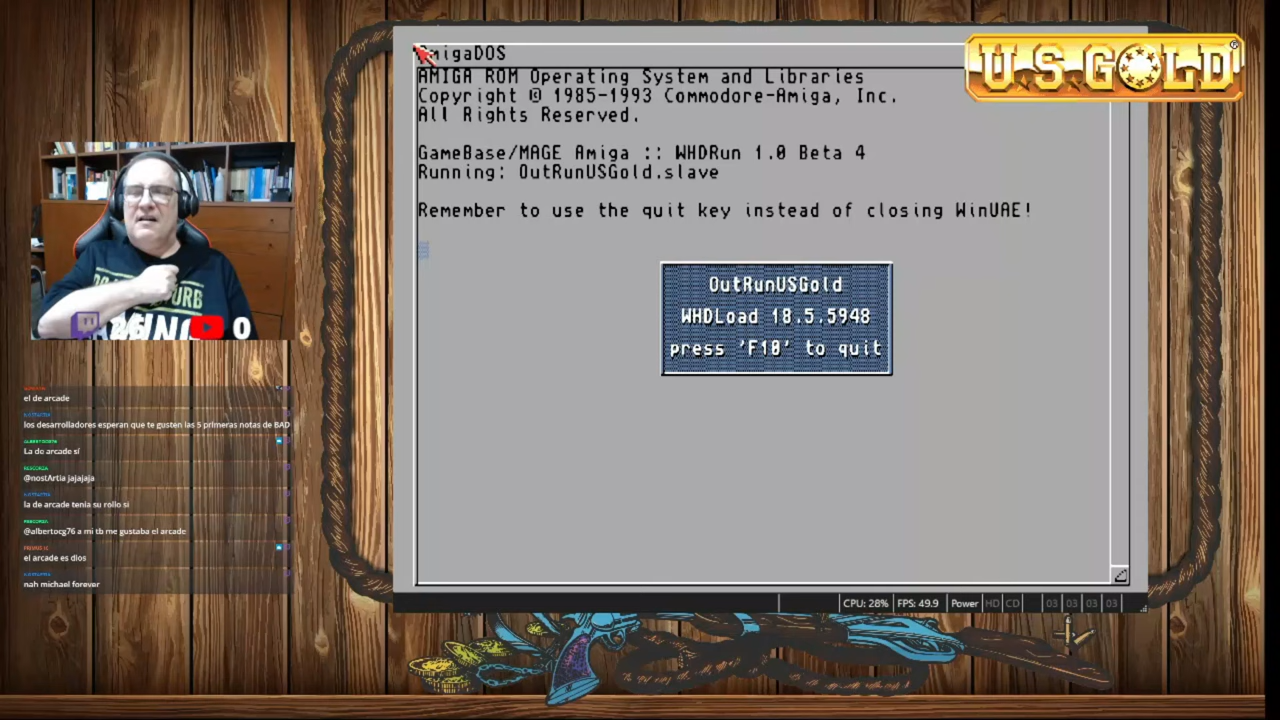 AmigaDOS
AMIGA ROM Operating System and Libraries
Copyright © 1985-1993 Commodore-Amiga, Inc.
All Rights Reserved.
GameBase/MAGE Amiga :: WHDRun 1.0 Beta 4
Running: OutRunUSGold.slave
Remember to use the quit key instead of closing WinUAE!
OutRunUSGold
WHDLoad 18.5.5948
press 'F10' to quit
U.S.GOLD®
0
el de arcade
los desarrolladores esperan que te gusten las 5 primeras notas de BAD
La de arcade sí
@nostArtia jajajaja
la de arcade tenia su rollo si
@albertocg76 a mi tb me gustaba el arcade
el arcade es dios
nah michael forever
CPU: 28% FPS: 49.9 Power HD CD 03 03 03 03